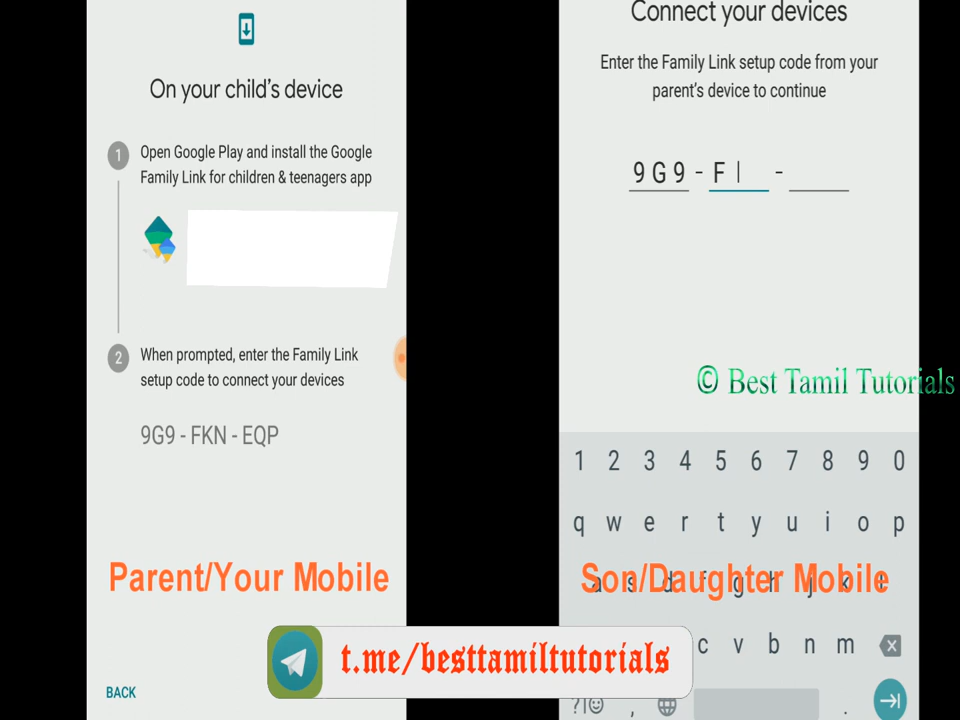 On your child's device
1
Open Google Play and install the Google
Family Link for children & teenagers app
2
When prompted, enter the Family Link
setup code to connect your devices
9G9 - FKN - EQP
Parent/Your Mobile
BACK
Connect your devices
Enter the Family Link setup code from your
parent's device to continue
9G9 - F -
© Best Tamil Tutorials
1 2 3 4 5 6 7 8 9 0
q w e r t y u i o p
a s d f g h j k l
Son/Daughter Mobile
c v b n m
?1☺ , .
t.me/besttamiltutorials